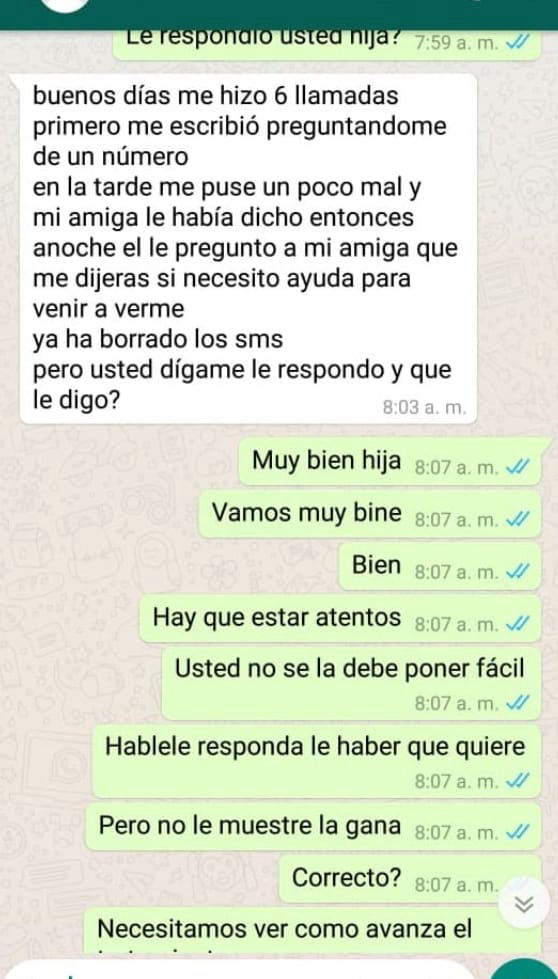 Le respondio usted hija? 7:59 a. m.
buenos días me hizo 6 llamadas
primero me escribió preguntandome
de un número
en la tarde me puse un poco mal y
mi amiga le había dicho entonces
anoche el le pregunto a mi amiga que
me dijeras si necesito ayuda para
venir a verme
ya ha borrado los sms
pero usted dígame le respondo y que
le digo?
8:03 a. m.
Muy bien hija 8:07 a. m.
Vamos muy bine 8:07 a. m.
Bien 8:07 a. m.
Hay que estar atentos 8:07 a. m.
Usted no se la debe poner fácil
8:07 a. m.
Hablele responda le haber que quiere
8:07 a. m.
Pero no le muestre la gana 8:07 a. m.
Correcto? 8:07 a. m.
Necesitamos ver como avanza el